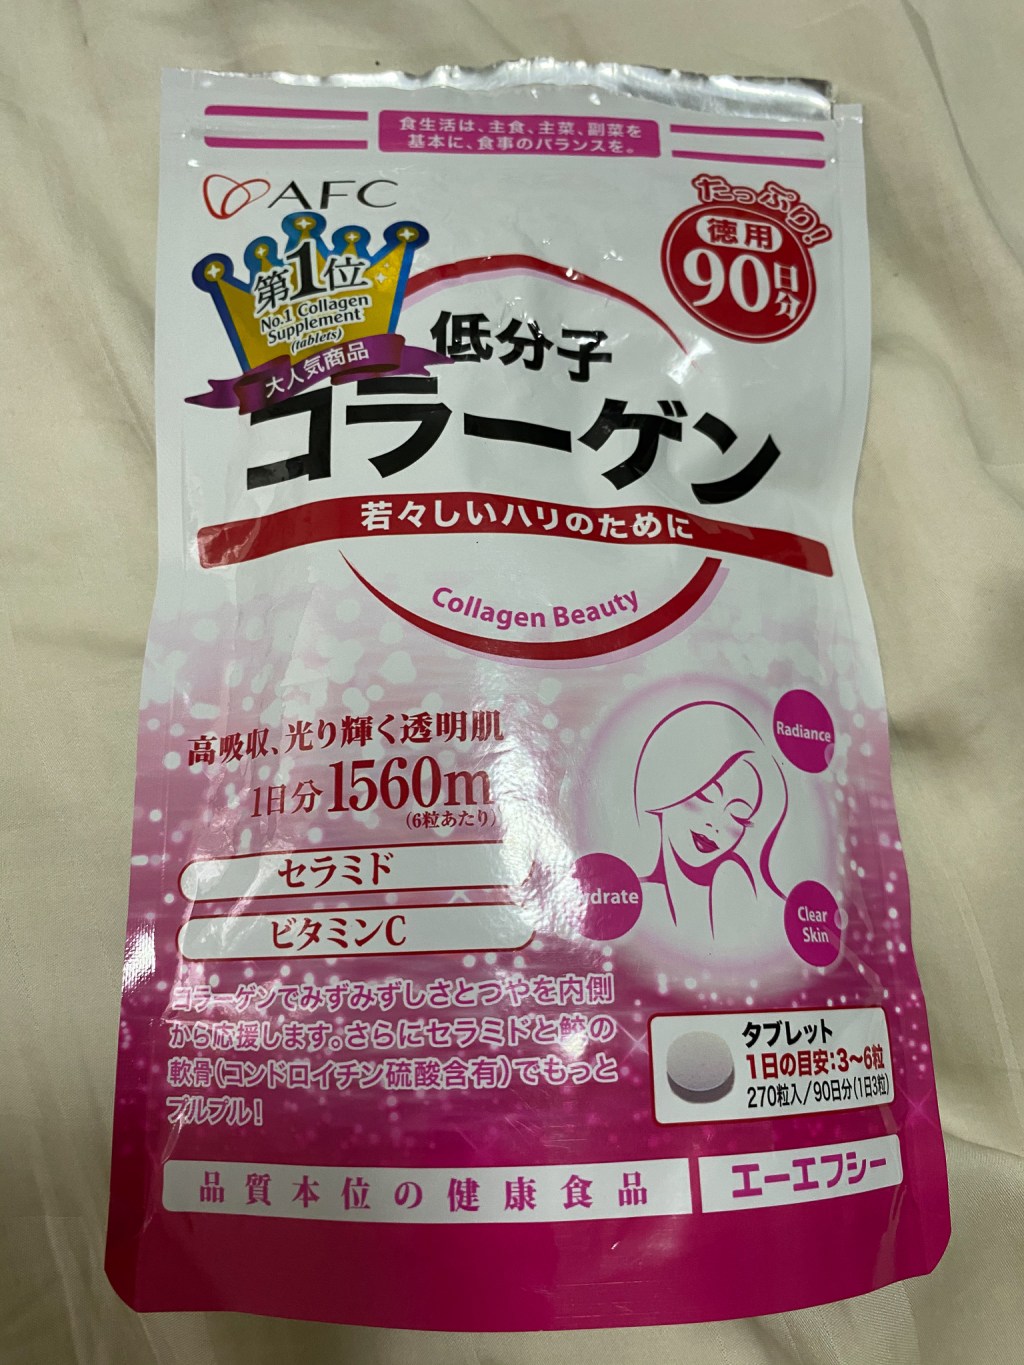 食生活は、主食、主菜、副菜を
基本に、食事のバランスを。
AFC
たっぷり!
徳用
90日分
第1位
No.1 Collagen
Supplement
(tablets)
大人気商品
低分子
コラーゲン
若々しいハリのために
Collagen Beauty
高吸収、光り輝く透明肌
1日分1560m
(6粒あたり)
セラミド
ビタミンC
Radiance
drate
Clear
Skin
コラーゲンでみずみずしさとつやを内側
から応援します。さらにセラミドと鮫の
軟骨(コンドロイチン硫酸含有)でもっと
プルプル!
タブレット
1日の目安:3〜6粒
270粒入/90日分(1日3粒)
品質本位の健康食品
エーエフシー